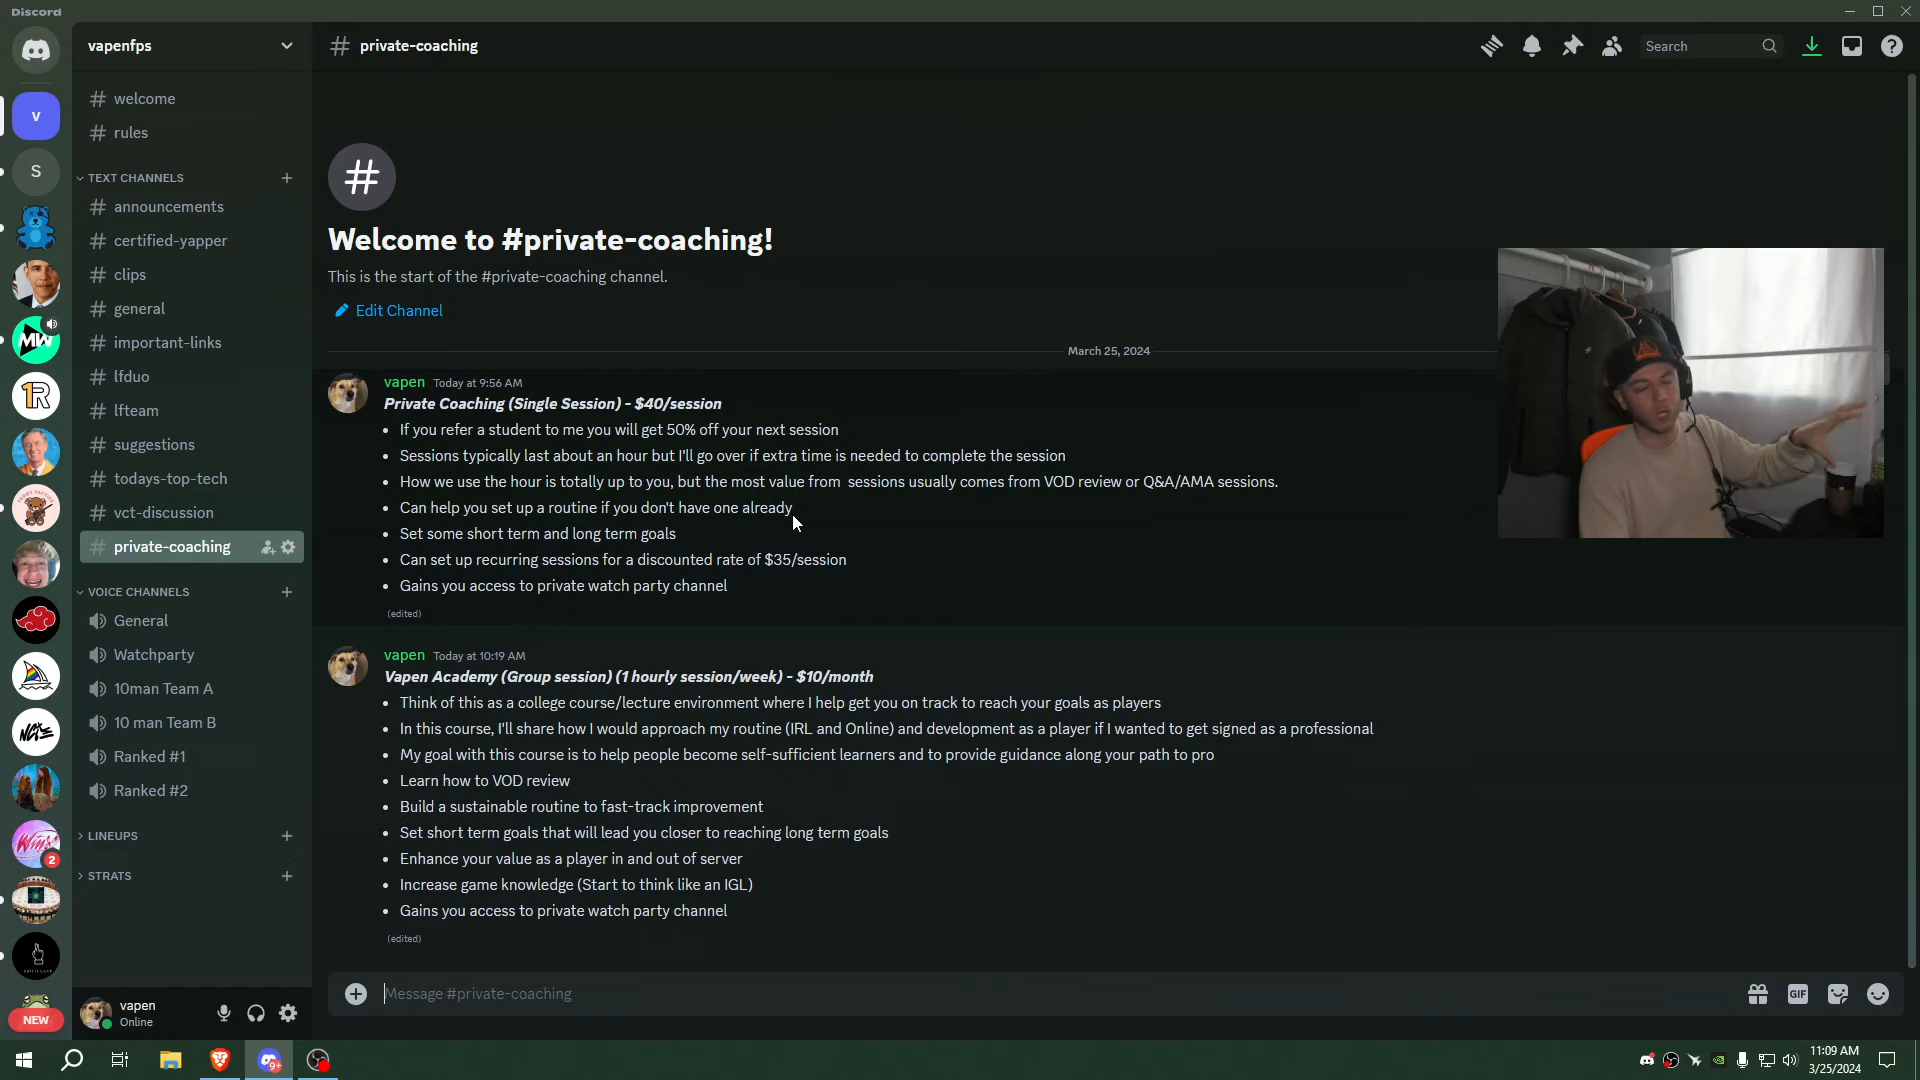 Discord
vapenfps
private-coaching
Search
V
welcome
rules
S
TEXT CHANNELS
announcements
certified-yapper
clips
general
important-links
lfduo
lfteam
suggestions
todays-top-tech
vct-discussion
private-coaching
VOICE CHANNELS
General
Watchparty
10man Team A
10 man Team B
Ranked #1
Ranked #2
LINEUPS
STRATS
MW
1R
2
NEW
vapen
Online
#
Welcome to #private-coaching!
This is the start of the #private-coaching channel.
Edit Channel
March 25, 2024
vapen Today at 9:56 AM
Private Coaching (Single Session) - $40/session
• If you refer a student to me you will get 50% off your next session
• Sessions typically last about an hour but I'll go over if extra time is needed to complete the session
• How we use the hour is totally up to you, but the most value from  sessions usually comes from VOD review or Q&A/AMA sessions.
• Can help you set up a routine if you don't have one already
• Set some short term and long term goals
• Can set up recurring sessions for a discounted rate of $35/session
• Gains you access to private watch party channel
(edited)
vapen Today at 10:19 AM
Vapen Academy (Group session) (1 hourly session/week) - $10/month
• Think of this as a college course/lecture environment where I help get you on track to reach your goals as players
• In this course, I'll share how I would approach my routine (IRL and Online) and development as a player if I wanted to get signed as a professional
• My goal with this course is to help people become self-sufficient learners and to provide guidance along your path to pro
• Learn how to VOD review
• Build a sustainable routine to fast-track improvement
• Set short term goals that will lead you closer to reaching long term goals
• Enhance your value as a player in and out of server
• Increase game knowledge (Start to think like an IGL)
• Gains you access to private watch party channel
(edited)
Message #private-coaching
GIF
9+
11:09 AM
3/25/2024